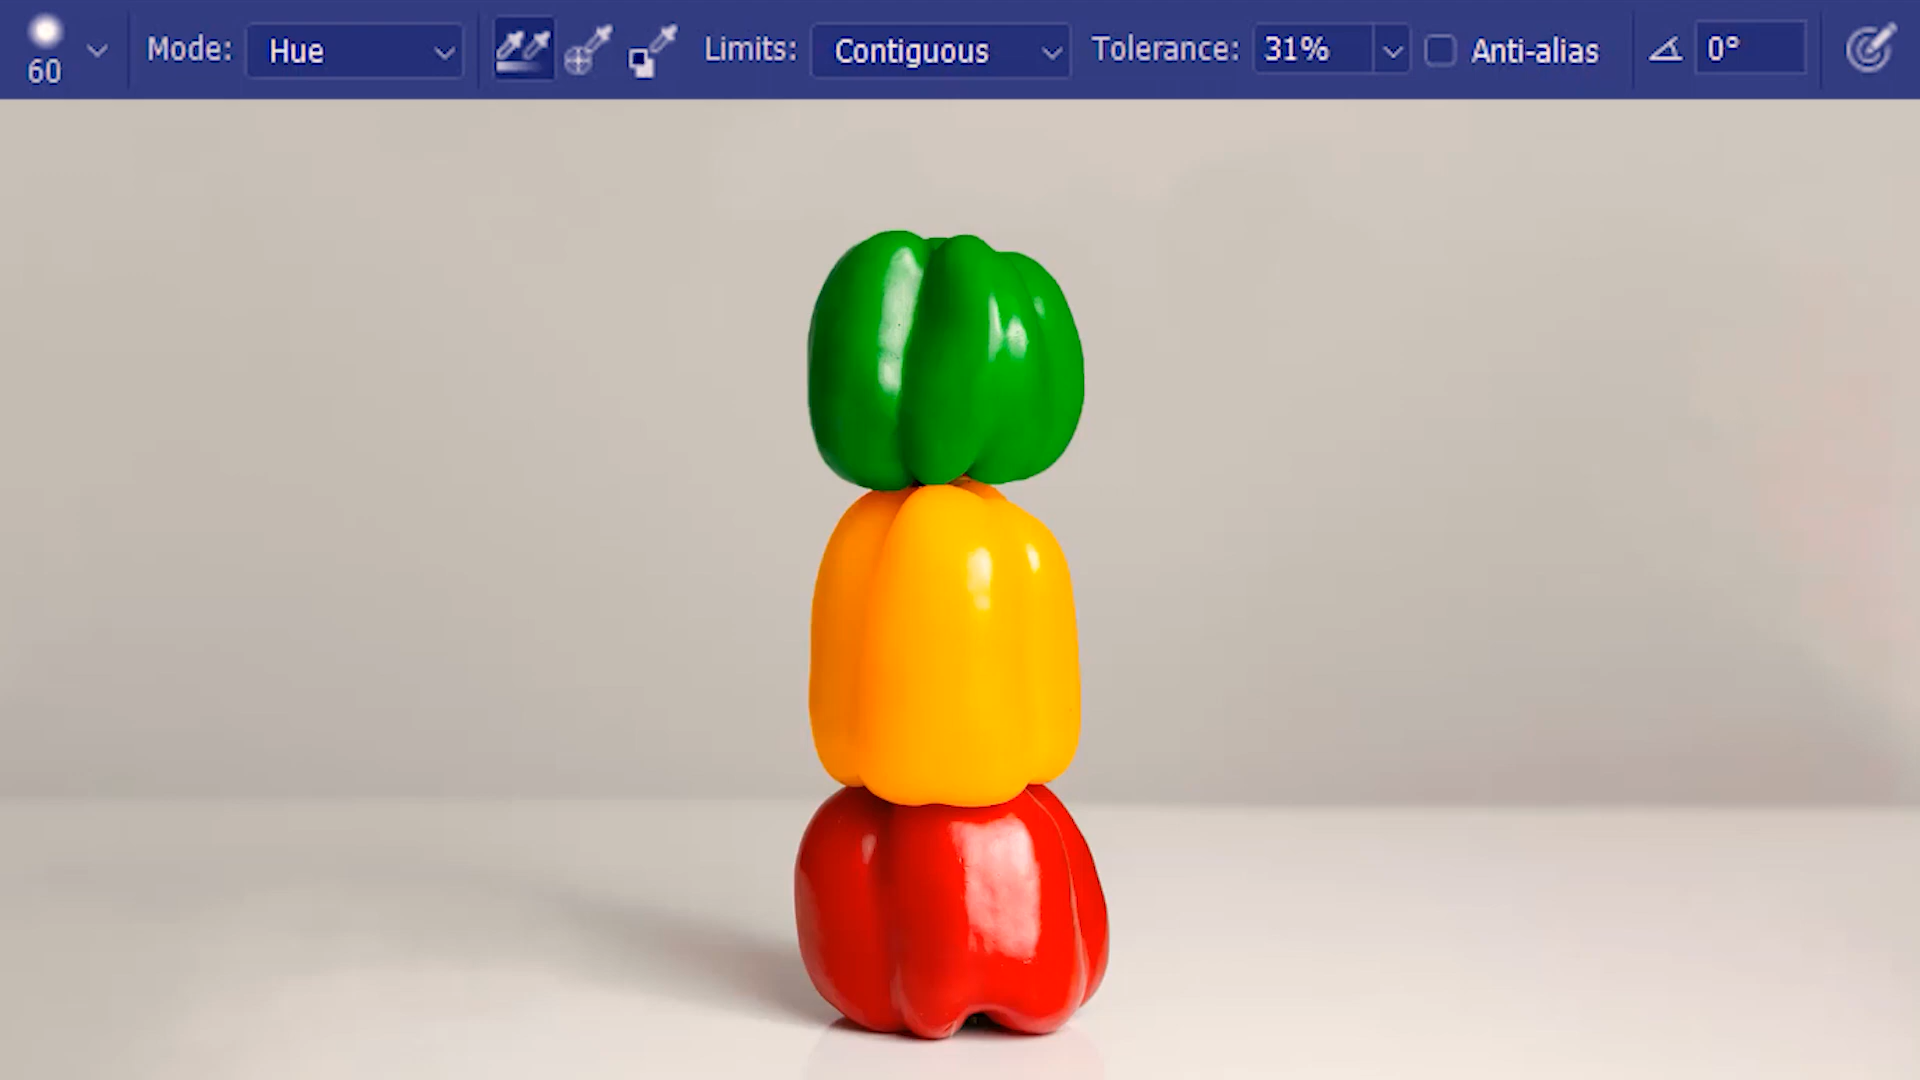 60
Mode: Hue
Limits: Contiguous
Tolerance: 31%
Anti-alias
0°